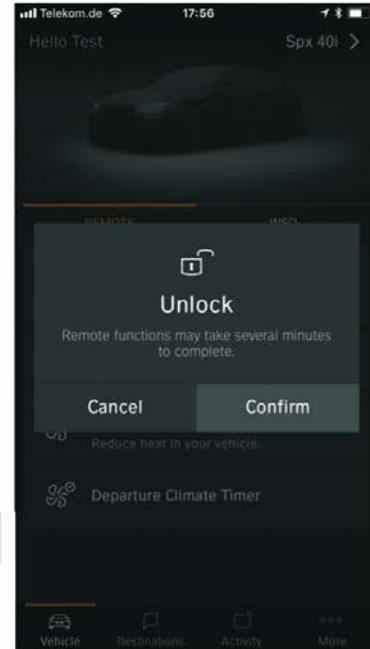 Telekom.de
17:56
Hello Test
Spx 40i
REMOTE
INFO
Unlock
Remote functions may take several minutes
to complete.
Cancel
Confirm
Reduce heat in your vehicle.
Departure Climate Timer
Vehicle
Destinations
Activity
More